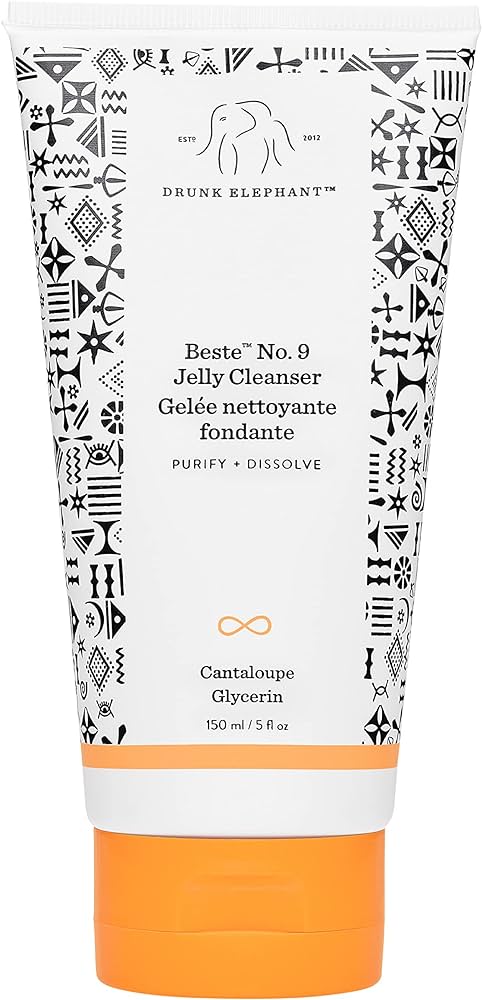 ESTD 2012
DRUNK ELEPHANT™
Beste™ No. 9
Jelly Cleanser
Gelée nettoyante
fondante
PURIFY + DISSOLVE
Cantaloupe
Glycerin
150 ml / 5 fl oz